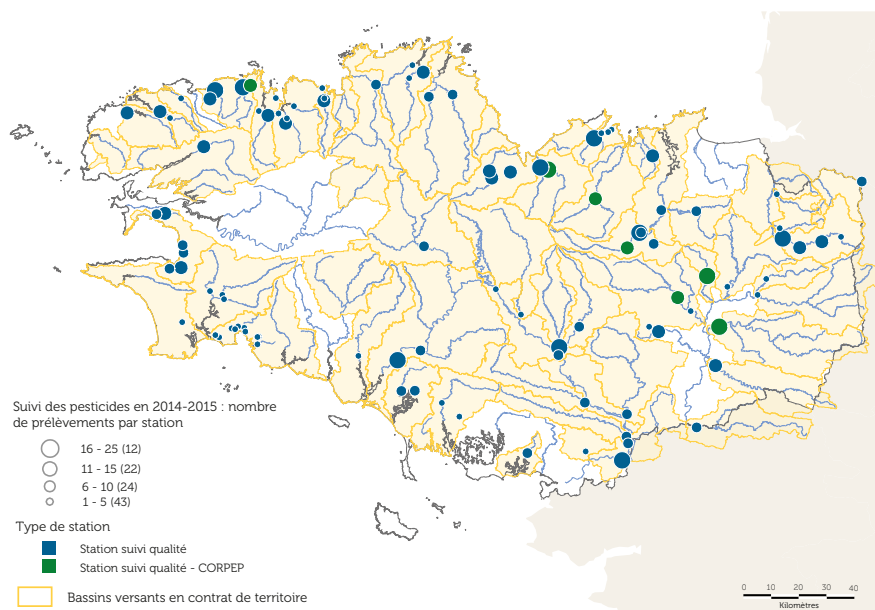 Suivi des pesticides en 2014-2015 : nombre
de prélèvements par station
16 - 25 (12)
11 - 15 (22)
6 - 10 (24)
1 - 5 (43)
Type de station
Station suivi qualité
Station suivi qualité - CORPEP
Bassins versants en contrat de territoire
0 10 20 30 40
Kilomètres